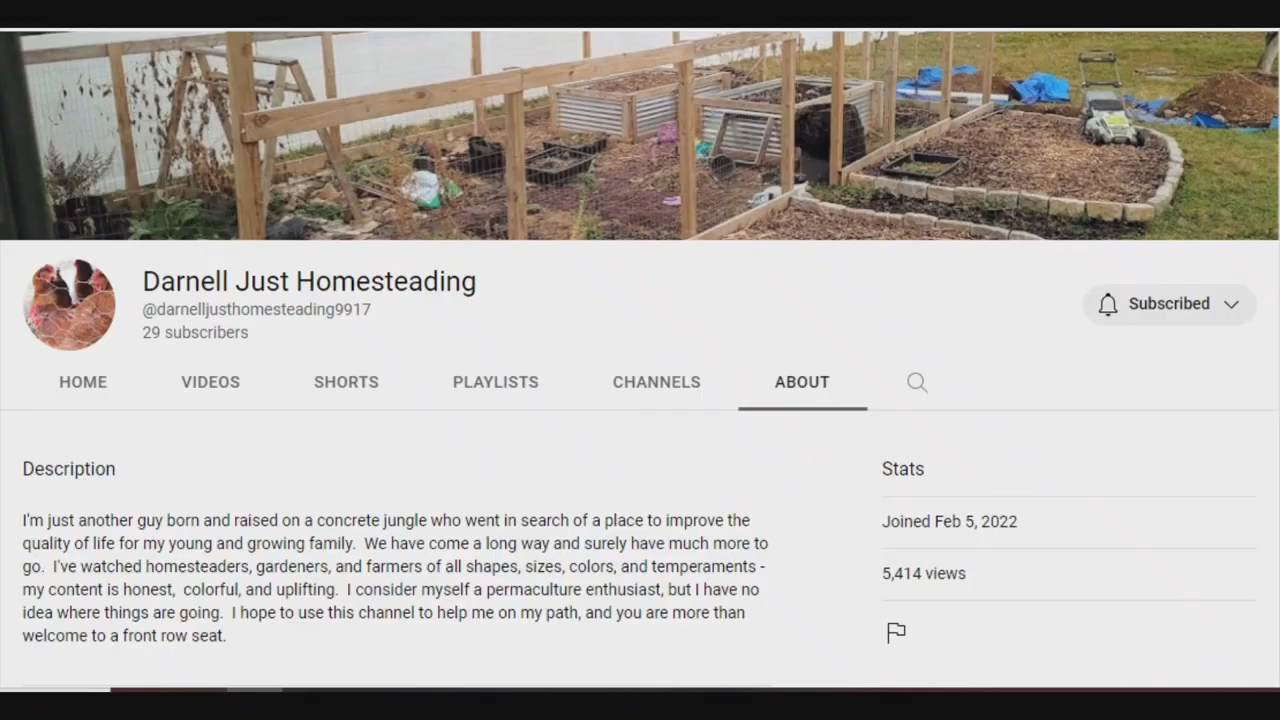 Darnell Just Homesteading
@darnelljusthomesteading9917
29 subscribers
Subscribed
HOME
VIDEOS
SHORTS
PLAYLISTS
CHANNELS
ABOUT
Description
I'm just another guy born and raised on a concrete jungle who went in search of a place to improve the
quality of life for my young and growing family.  We have come a long way and surely have much more to
go.  I've watched homesteaders, gardeners, and farmers of all shapes, sizes, colors, and temperaments -
my content is honest,  colorful, and uplifting.  I consider myself a permaculture enthusiast, but I have no
idea where things are going.  I hope to use this channel to help me on my path, and you are more than
welcome to a front row seat.
Stats
Joined Feb 5, 2022
5,414 views